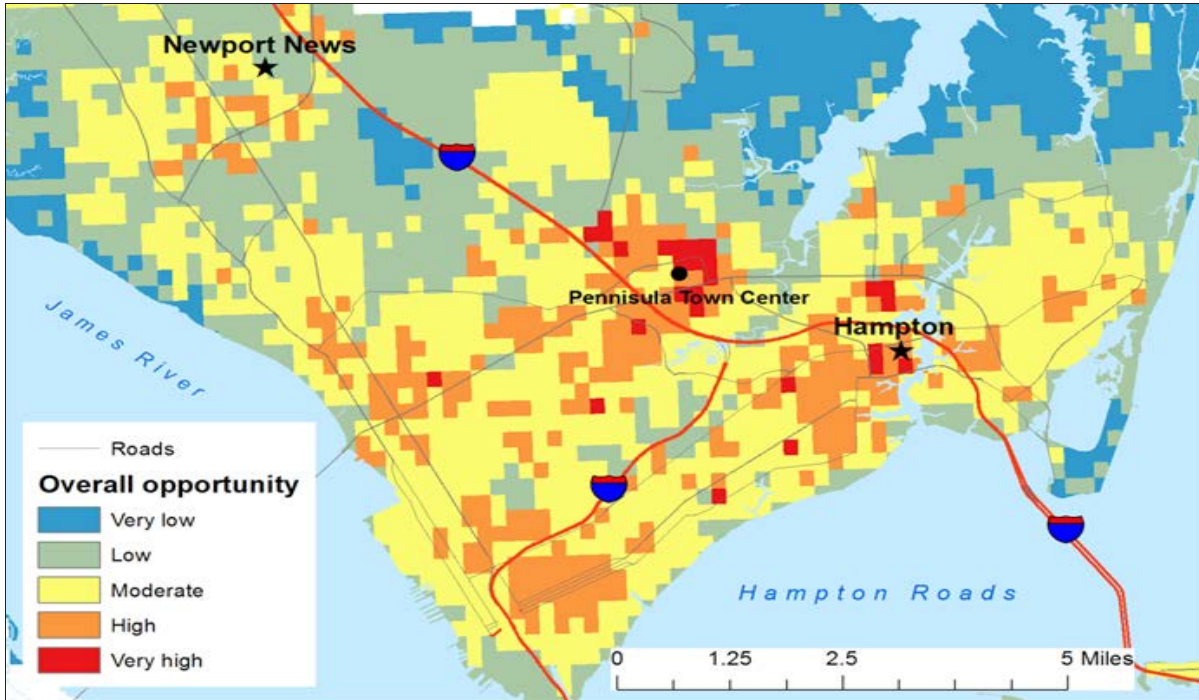 Newport News
Pennisula Town Center
Hampton
James River
Roads
Overall opportunity
Very low
Low
Moderate
High
Very high
Hampton Roads
0 1.25 2.5 5 Miles